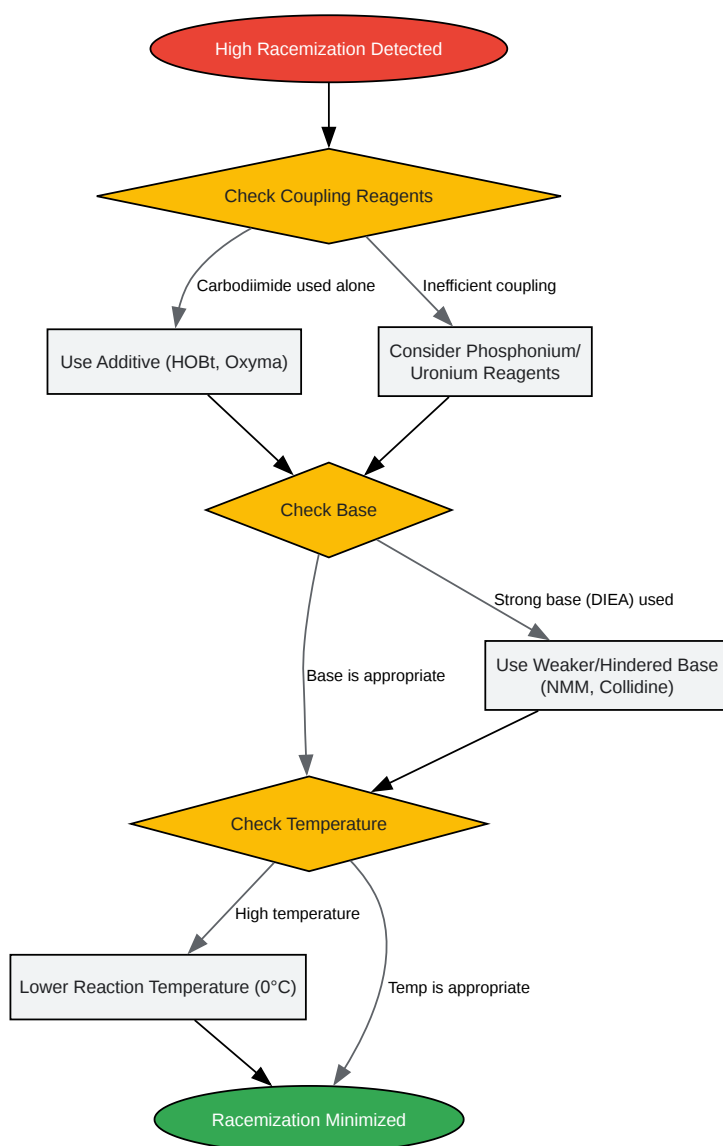 High Racemization Detected
Check Coupling Reagents
Carbodiimide used alone
Inefficient coupling
Use Additive (HOBt, Oxyma)
Consider Phosphonium/
Uronium Reagents
Check Base
Strong base (DIEA) used
Base is appropriate
Use Weaker/Hindered Base
(NMM, Collidine)
Check Temperature
High temperature
Lower Reaction Temperature (0°C)
Temp is appropriate
Racemization Minimized